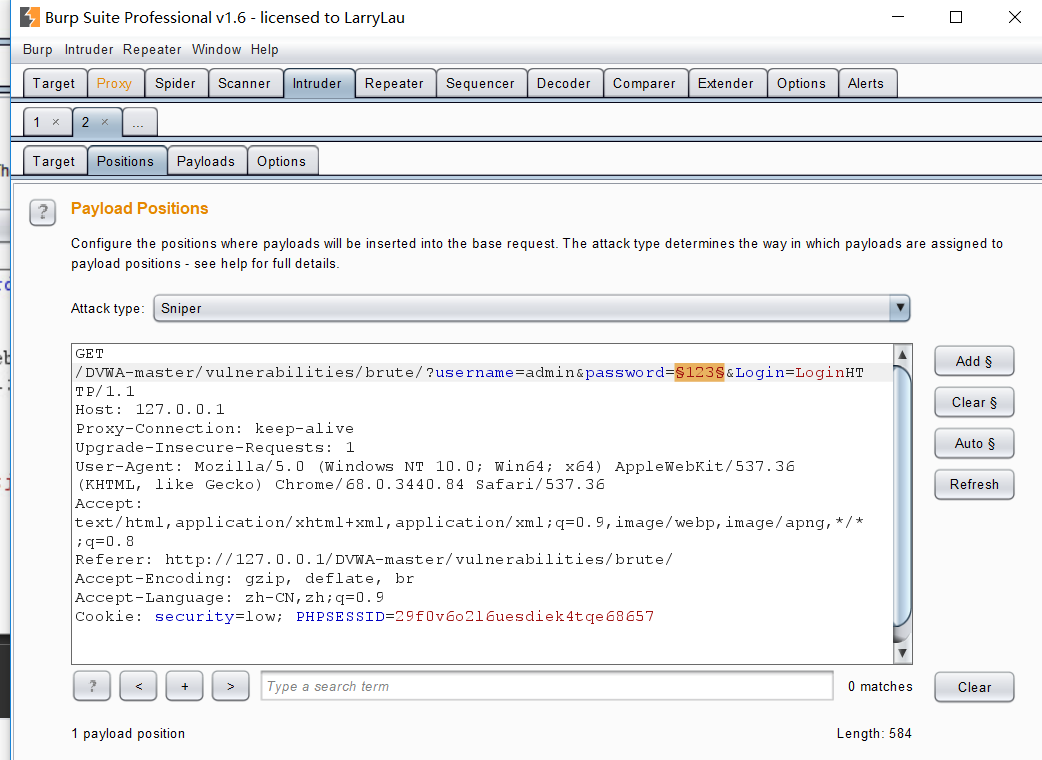 Burp Suite Professional v1.6 - licensed to LarryLau
Burp Intruder Repeater Window Help
Target Proxy Spider Scanner Intruder Repeater Sequencer Decoder Comparer Extender Options Alerts
1 × 2 × ...
Target Positions Payloads Options
? Payload Positions
Configure the positions where payloads will be inserted into the base request. The attack type determines the way in which payloads are assigned to
payload positions - see help for full details.
Attack type: Sniper
GET
/DVWA-master/vulnerabilities/brute/?username=admin&password=§123§&Login=LoginHT
TP/1.1
Host: 127.0.0.1
Proxy-Connection: keep-alive
Upgrade-Insecure-Requests: 1
User-Agent: Mozilla/5.0 (Windows NT 10.0; Win64; x64) AppleWebKit/537.36
(KHTML, like Gecko) Chrome/68.0.3440.84 Safari/537.36
Accept:
text/html,application/xhtml+xml,application/xml;q=0.9,image/webp,image/apng,*/*
;q=0.8
Referer: http://127.0.0.1/DVWA-master/vulnerabilities/brute/
Accept-Encoding: gzip, deflate, br
Accept-Language: zh-CN,zh;q=0.9
Cookie: security=low; PHPSESSID=29f0v6o2l6uesdiek4tqe68657
Add §
Clear §
Auto §
Refresh
? < + > Type a search term 0 matches Clear
1 payload position Length: 584